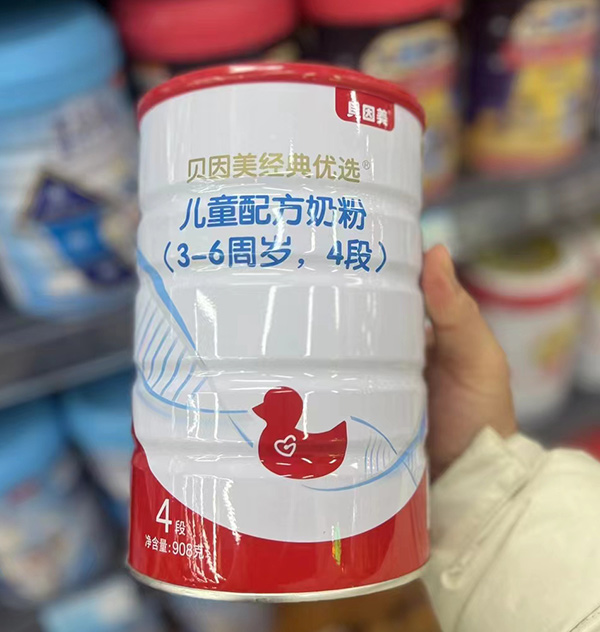 贝因美®
贝因美经典优选®
儿童配方奶粉
（3-6周岁，4段）
4段
净含量:908克